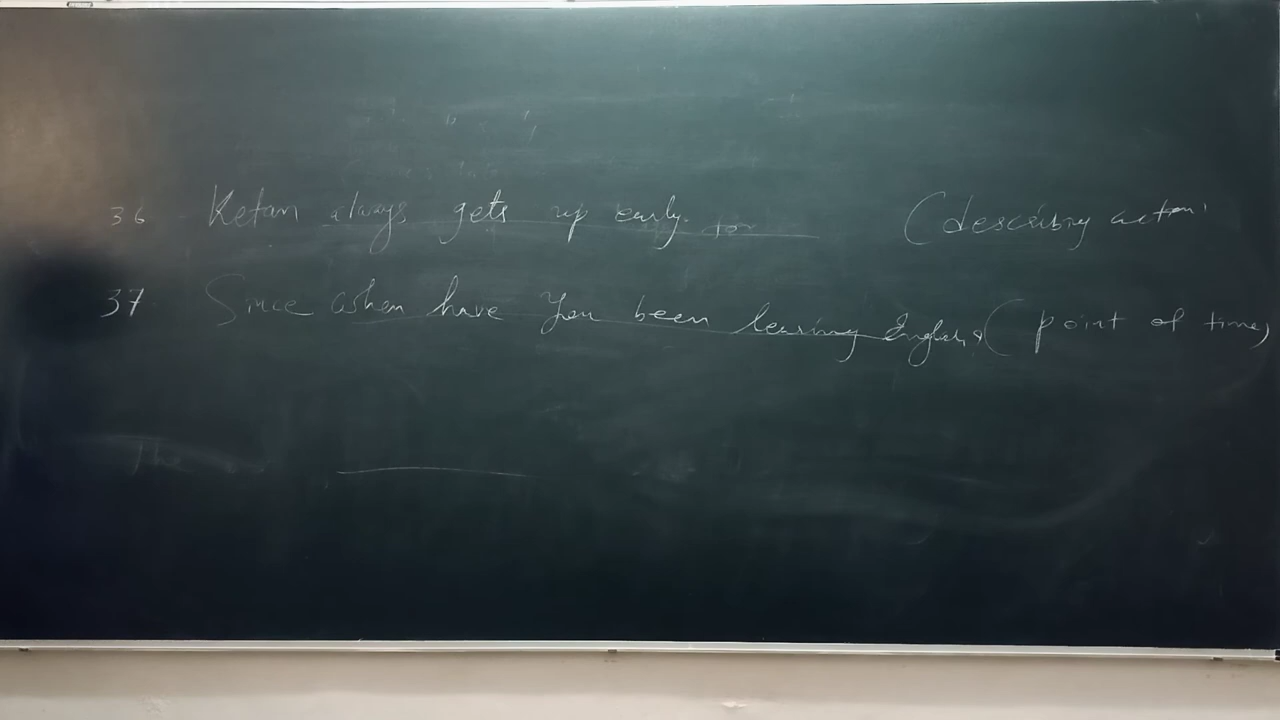 36 Ketan always gets up early. for (describing action)
37 Since when have you been learning English? (point of time)
The